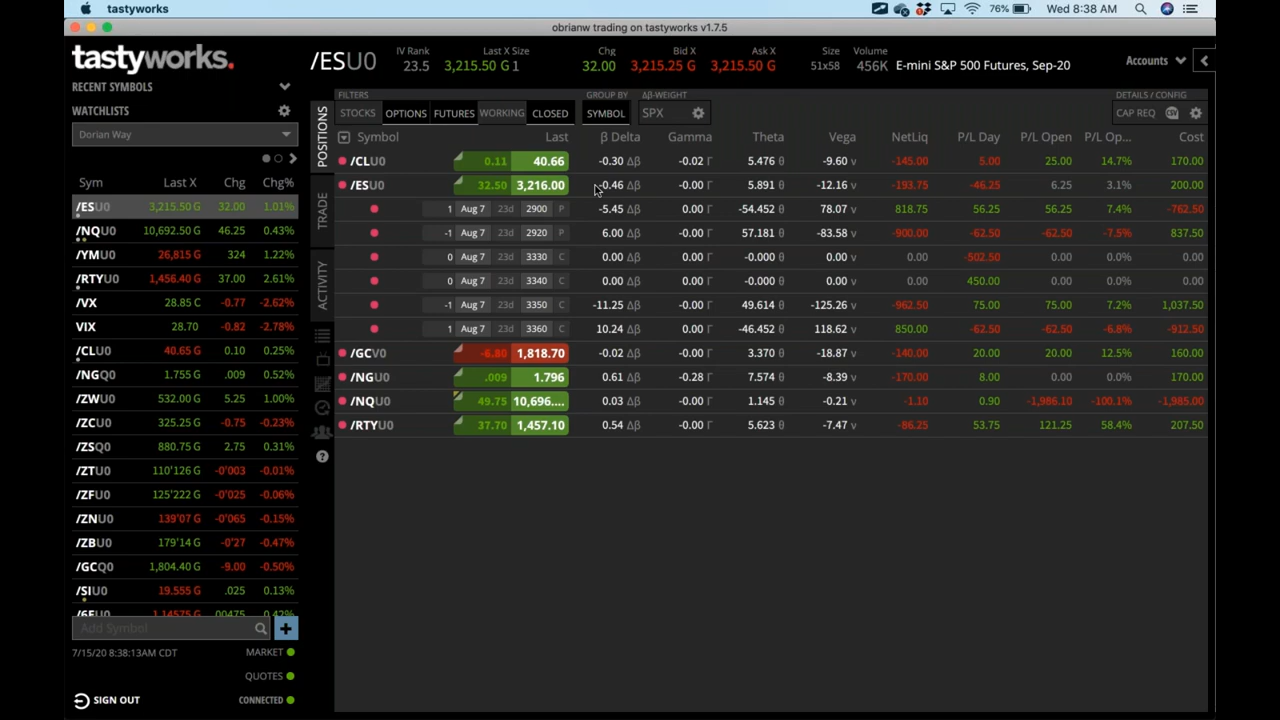 tastyworks
76%
Wed 8:38 AM
obrianw trading on tastyworks v1.7.5
tastyworks.
RECENT SYMBOLS
WATCHLISTS
Dorian Way
Sym Last X Chg Chg%
/ESU0 3,215.50 G 32.00 1.01%
/NQU0 10,692.50 G 46.25 0.43%
/YMU0 26,815 G 324 1.22%
/RTYU0 1,456.40 G 37.00 2.61%
/VX 28.85 C -0.77 -2.62%
VIX 28.70 -0.82 -2.78%
/CLU0 40.65 G 0.10 0.25%
/NGQ0 1.755 G .009 0.52%
/ZWU0 532.00 G 5.25 1.00%
/ZCU0 325.25 G -0.75 -0.23%
/ZSQ0 880.75 G 2.75 0.31%
/ZTU0 110'126 G -0'003 -0.01%
/ZFU0 125'222 G -0'025 -0.06%
/ZNU0 139'07 G -0'065 -0.15%
/ZBU0 179'14 G -0'27 -0.47%
/GCQ0 1,804.40 G -9.00 -0.50%
/SIU0 19.555 G .025 0.13%
/6EU0 1.14575 G .00475 0.42%
Add Symbol
7/15/20 8:38:13AM CDT MARKET
QUOTES
SIGN OUT CONNECTED
/ESU0
IV Rank Last X Size Chg Bid X Ask X Size Volume
23.5 3,215.50 G 1 32.00 3,215.25 G 3,215.50 G 51x58 456K E-mini S&P 500 Futures, Sep-20
Accounts
POSITIONS
TRADE
ACTIVITY
FILTERS GROUP BY Δβ-WEIGHT DETAILS / CONFIG
STOCKS OPTIONS FUTURES WORKING CLOSED SYMBOL SPX CAP REQ CSV
Symbol Last β Delta Gamma Theta Vega NetLiq P/L Day P/L Open P/L Op... Cost
/CLU0 0.11 40.66 -0.30 Δβ -0.02 Γ 5.476 θ -9.60 ν -145.00 5.00 25.00 14.7% 170.00
/ESU0 32.50 3,216.00 -0.46 Δβ -0.00 Γ 5.891 θ -12.16 ν -193.75 -46.25 6.25 3.1% 200.00
1 Aug 7 23d 2900 P -5.45 Δβ 0.00 Γ -54.452 θ 78.07 ν 818.75 56.25 56.25 7.4% -762.50
-1 Aug 7 23d 2920 P 6.00 Δβ -0.00 Γ 57.181 θ -83.58 ν -900.00 -62.50 -62.50 -7.5% 837.50
0 Aug 7 23d 3330 C 0.00 Δβ 0.00 Γ -0.000 θ 0.00 ν 0.00 -502.50 0.00 0.00 0.00
0 Aug 7 23d 3340 C 0.00 Δβ 0.00 Γ -0.000 θ 0.00 ν 0.00 450.00 0.00 0.00 0.00
-1 Aug 7 23d 3350 C -11.25 Δβ -0.00 Γ 49.614 θ -125.26 ν -962.50 75.00 75.00 7.2% 1,037.50
1 Aug 7 23d 3360 C 10.24 Δβ 0.00 Γ -46.452 θ 118.62 ν 850.00 -62.50 -62.50 -6.8% -912.50
/GCV0 -6.80 1,818.70 -0.02 Δβ -0.00 Γ 3.370 θ -18.87 ν -140.00 20.00 20.00 12.5% 160.00
/NGU0 .009 1.796 0.61 Δβ -0.28 Γ 7.574 θ -8.39 ν -170.00 8.00 0.00 0.0% 170.00
/NQU0 49.75 10,696.... 0.03 Δβ -0.00 Γ 1.145 θ -0.21 ν -1.10 0.90 -1,986.10 -100.1% -1,985.00
/RTYU0 37.70 1,457.10 0.54 Δβ -0.00 Γ 5.623 θ -7.47 ν -86.25 53.75 121.25 58.4% 207.50